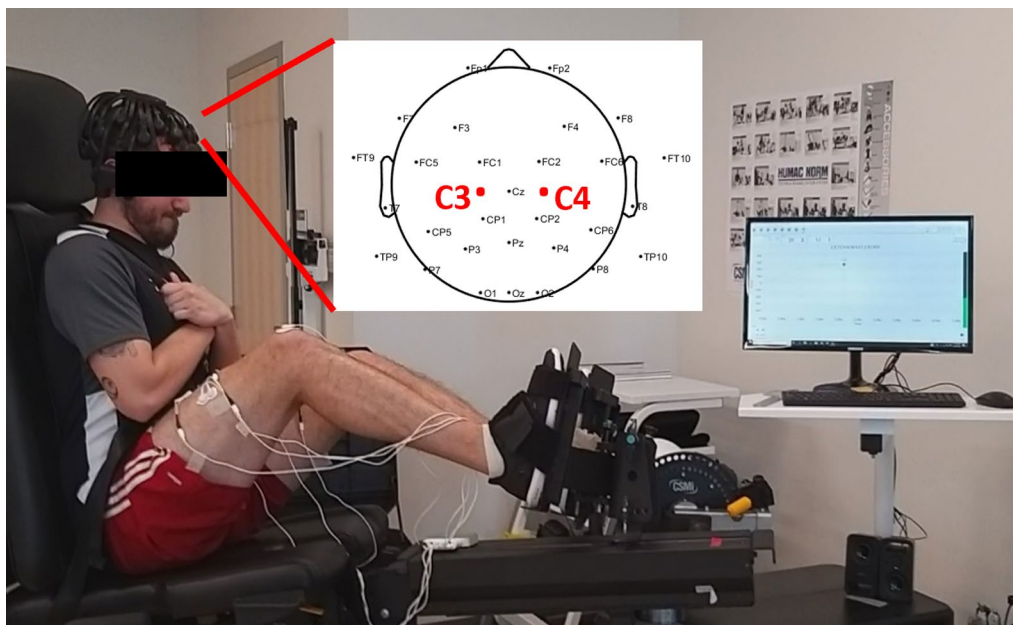 Fp1 Fp2
F7 F3 F4 F8
FT9 FC5 FC1 FC2 FC6 FT10
C3 Cz C4
T7 CP1 CP2 T8
CP5 CP6
TP9 P3 Pz P4 TP10
P7 P8
O1 Oz O2
HUMAC NORM
CSMi